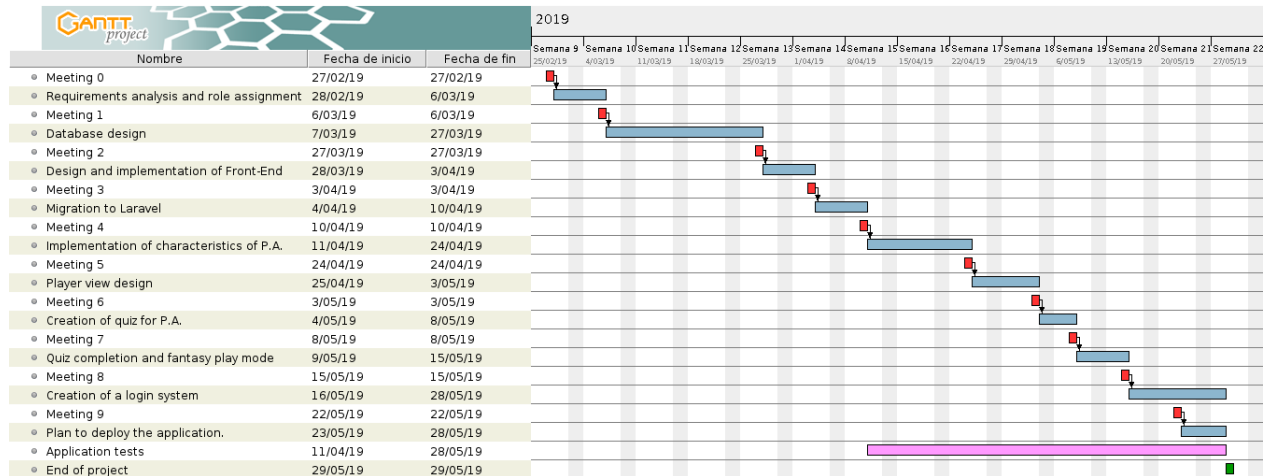 GANTT
project
2019
Semana 9 Semana 10 Semana 11 Semana 12 Semana 13 Semana 14 Semana 15 Semana 16 Semana 17 Semana 18 Semana 19 Semana 20 Semana 21 Semana 22
Nombre Fecha de inicio Fecha de fin 25/02/19 4/03/19 11/03/19 18/03/19 25/03/19 1/04/19 8/04/19 15/04/19 22/04/19 29/04/19 6/05/19 13/05/19 20/05/19 27/05/19
Meeting 0 27/02/19 27/02/19
Requirements analysis and role assignment 28/02/19 6/03/19
Meeting 1 6/03/19 6/03/19
Database design 7/03/19 27/03/19
Meeting 2 27/03/19 27/03/19
Design and implementation of Front-End 28/03/19 3/04/19
Meeting 3 3/04/19 3/04/19
Migration to Laravel 4/04/19 10/04/19
Meeting 4 10/04/19 10/04/19
Implementation of characteristics of P.A. 11/04/19 24/04/19
Meeting 5 24/04/19 24/04/19
Player view design 25/04/19 3/05/19
Meeting 6 3/05/19 3/05/19
Creation of quiz for P.A. 4/05/19 8/05/19
Meeting 7 8/05/19 8/05/19
Quiz completion and fantasy play mode 9/05/19 15/05/19
Meeting 8 15/05/19 15/05/19
Creation of a login system 16/05/19 28/05/19
Meeting 9 22/05/19 22/05/19
Plan to deploy the application. 23/05/19 28/05/19
Application tests 11/04/19 28/05/19
End of project 29/05/19 29/05/19